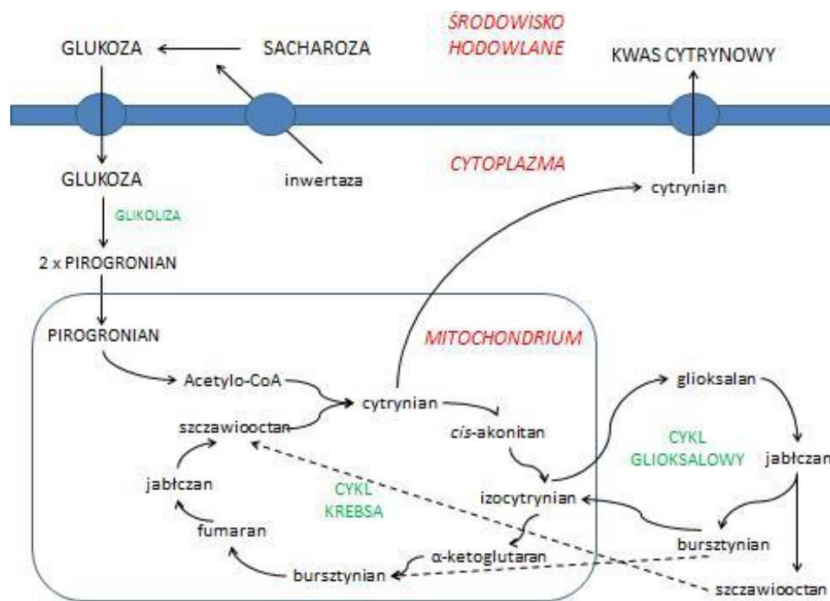 ŚRODOWISKO
HODOWLANE
GLUKOZA
SACHAROZA
KWAS CYTRYNOWY
GLUKOZA
inwertaza
CYTOPLAZMA
cytrynian
GLIKOLIZA
2 x PIROGRONIAN
PIROGRONIAN
MITOCHONDRIUM
Acetylo-CoA
cytrynian
glioksalan
szczawiooctan
cis-akonitan
CYKL
GLIOKSALOWY
jabłczan
jabłczan
CYKL
KREBSA
izocytrynian
fumaran
α-ketoglutaran
bursztynian
bursztynian
szczawiooctan